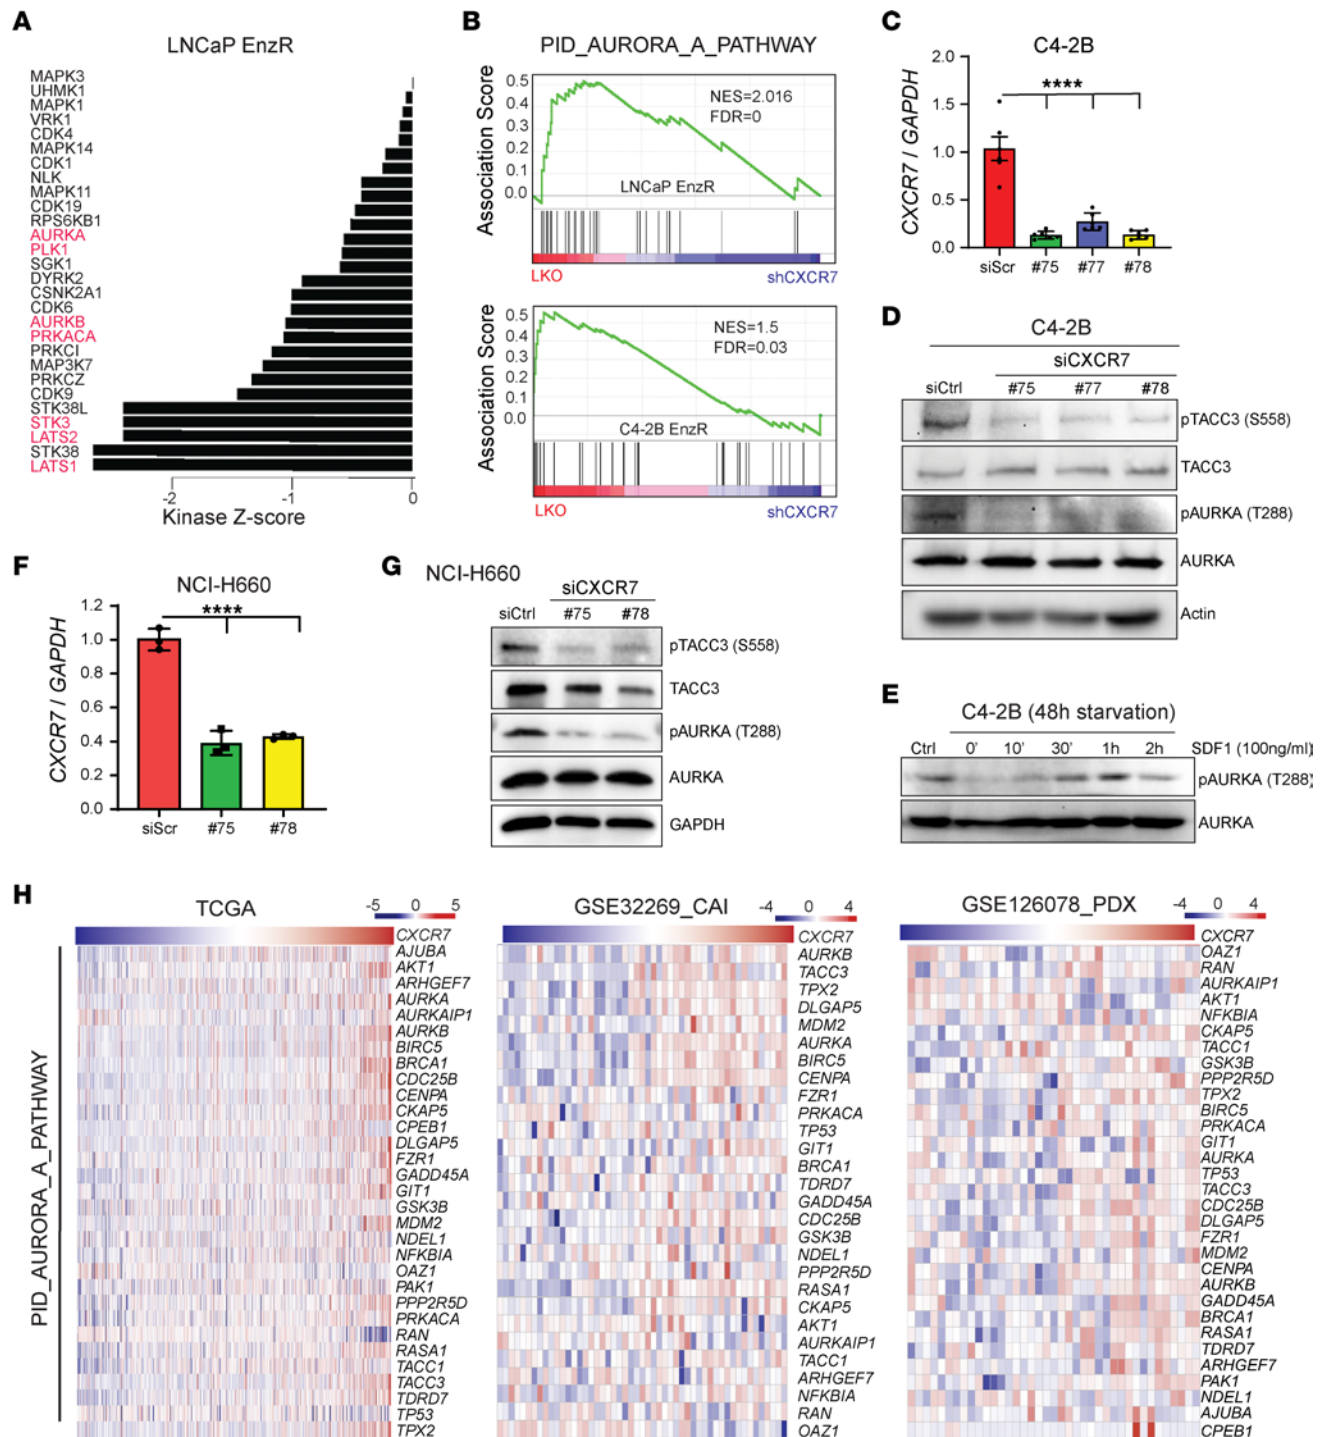 A
LNCaP EnzR
MAPK3
UHMK1
MAPK1
VRK1
CDK4
MAPK14
CDK1
NLK
MAPK11
CDK19
RPS6KB1
AURKA
PLK1
SGK1
DYRK2
CSNK2A1
CDK6
AURKB
PRKACA
PRKCI
MAP3K7
PRKCZ
CDK9
STK38L
STK3
LATS2
STK38
LATS1
-2 -1 0
Kinase Z-score
B
PID_AURORA_A_PATHWAY
Association Score
0.5
0.4
0.3
0.2
0.1
0.0
NES=2.016
FDR=0
LNCaP EnzR
LKO shCXCR7
Association Score
0.5
0.4
0.3
0.2
0.1
0.0
NES=1.5
FDR=0.03
C4-2B EnzR
LKO shCXCR7
C
C4-2B
CXCR7 / GAPDH
2.0
1.5
1.0
0.5
0.0
****
siScr #75 #77 #78
D
C4-2B
siCXCR7
siCtrl #75 #77 #78
pTACC3 (S558)
TACC3
pAURKA (T288)
AURKA
Actin
E
C4-2B (48h starvation)
Ctrl 0' 10' 30' 1h 2h SDF1 (100ng/ml)
pAURKA (T288)
AURKA
F
NCI-H660
CXCR7 / GAPDH
1.2
1.0
0.8
0.6
0.4
0.2
0.0
****
siScr #75 #78
G
NCI-H660
siCXCR7
siCtrl #75 #78
pTACC3 (S558)
TACC3
pAURKA (T288)
AURKA
GAPDH
H
PID_AURORA_A_PATHWAY
TCGA
-5 0 5
CXCR7
AJUBA
AKT1
ARHGEF7
AURKA
AURKAIP1
AURKB
BIRC5
BRCA1
CDC25B
CENPA
CKAP5
CPEB1
DLGAP5
FZR1
GADD45A
GIT1
GSK3B
MDM2
NDEL1
NFKBIA
OAZ1
PAK1
PPP2R5D
PRKACA
RAN
RASA1
TACC1
TACC3
TDRD7
TP53
TPX2
GSE32269_CAI
-4 0 4
CXCR7
AURKB
TACC3
TPX2
DLGAP5
MDM2
AURKA
BIRC5
CENPA
FZR1
PRKACA
TP53
GIT1
BRCA1
TDRD7
GADD45A
CDC25B
GSK3B
NDEL1
PPP2R5D
RASA1
CKAP5
AKT1
AURKAIP1
TACC1
ARHGEF7
NFKBIA
RAN
OAZ1
GSE126078_PDX
-4 0 4
CXCR7
OAZ1
RAN
AURKAIP1
AKT1
NFKBIA
CKAP5
TACC1
GSK3B
PPP2R5D
TPX2
BIRC5
PRKACA
GIT1
AURKA
TP53
TACC3
CDC25B
DLGAP5
FZR1
MDM2
CENPA
AURKB
GADD45A
BRCA1
RASA1
TDRD7
ARHGEF7
PAK1
NDEL1
AJUBA
CPEB1